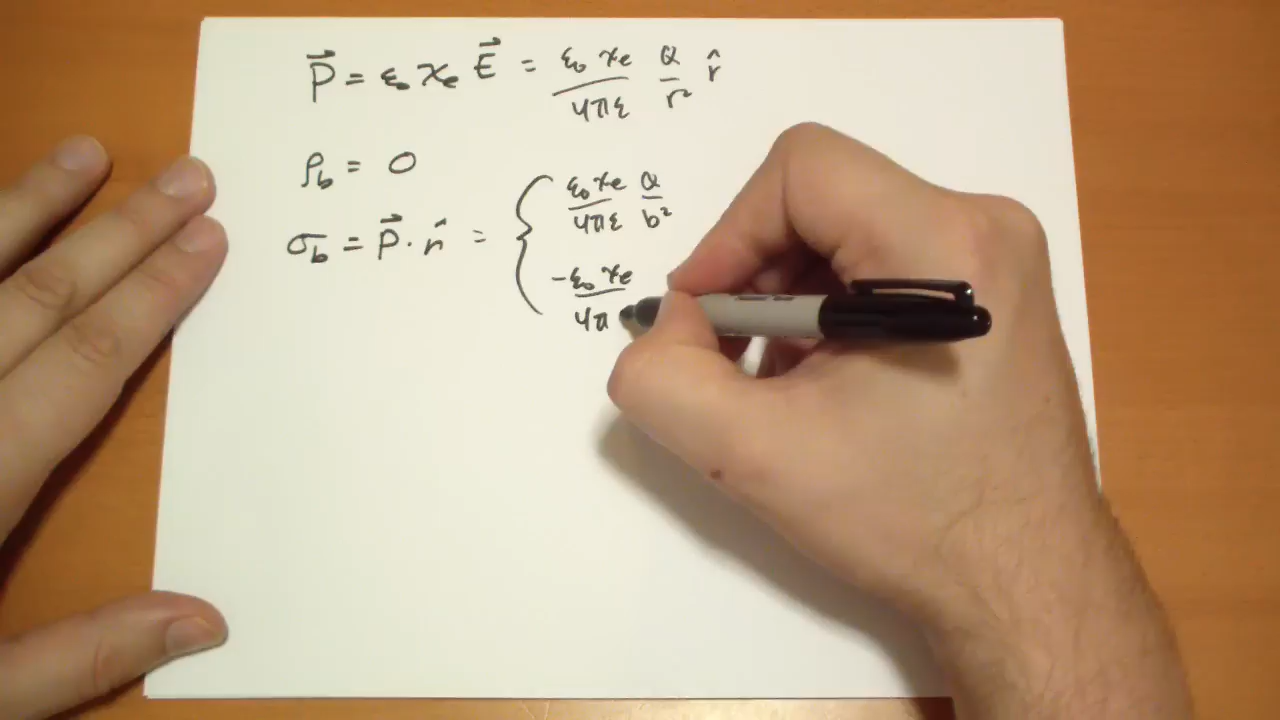 P⃗ = ε₀ χₑ E⃗ = ε₀ χₑ / 4πε Q / r² r̂
ρ_b = 0
σ_b = P⃗ · n̂ = { ε₀ χₑ / 4πε Q / b²
-ε₀ χₑ / 4π